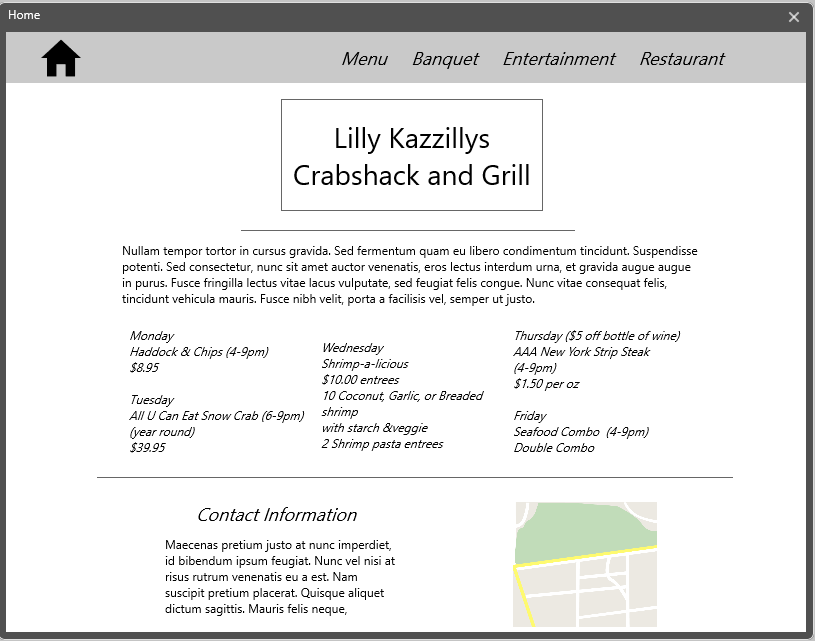 Home
Menu Banquet Entertainment Restaurant
Lilly Kazzillys
Crabshack and Grill
Nullam tempor tortor in cursus gravida. Sed fermentum quam eu libero condimentum tincidunt. Suspendisse
potenti. Sed consectetur, nunc sit amet auctor venenatis, eros lectus interdum urna, et gravida augue augue
in purus. Fusce fringilla lectus vitae lacus vulputate, sed feugiat felis congue. Nunc vitae consequat felis,
tincidunt vehicula mauris. Fusce nibh velit, porta a facilisis vel, semper ut justo.
Monday
Haddock & Chips (4-9pm)
$8.95
Tuesday
All U Can Eat Snow Crab (6-9pm)
(year round)
$39.95
Wednesday
Shrimp-a-licious
$10.00 entrees
10 Coconut, Garlic, or Breaded
shrimp
with starch &veggie
2 Shrimp pasta entrees
Thursday ($5 off bottle of wine)
AAA New York Strip Steak
(4-9pm)
$1.50 per oz
Friday
Seafood Combo (4-9pm)
Double Combo
Contact Information
Maecenas pretium justo at nunc imperdiet,
id bibendum ipsum feugiat. Nunc vel nisi at
risus rutrum venenatis eu a est. Nam
suscipit pretium placerat. Quisque aliquet
dictum sagittis. Mauris felis neque,